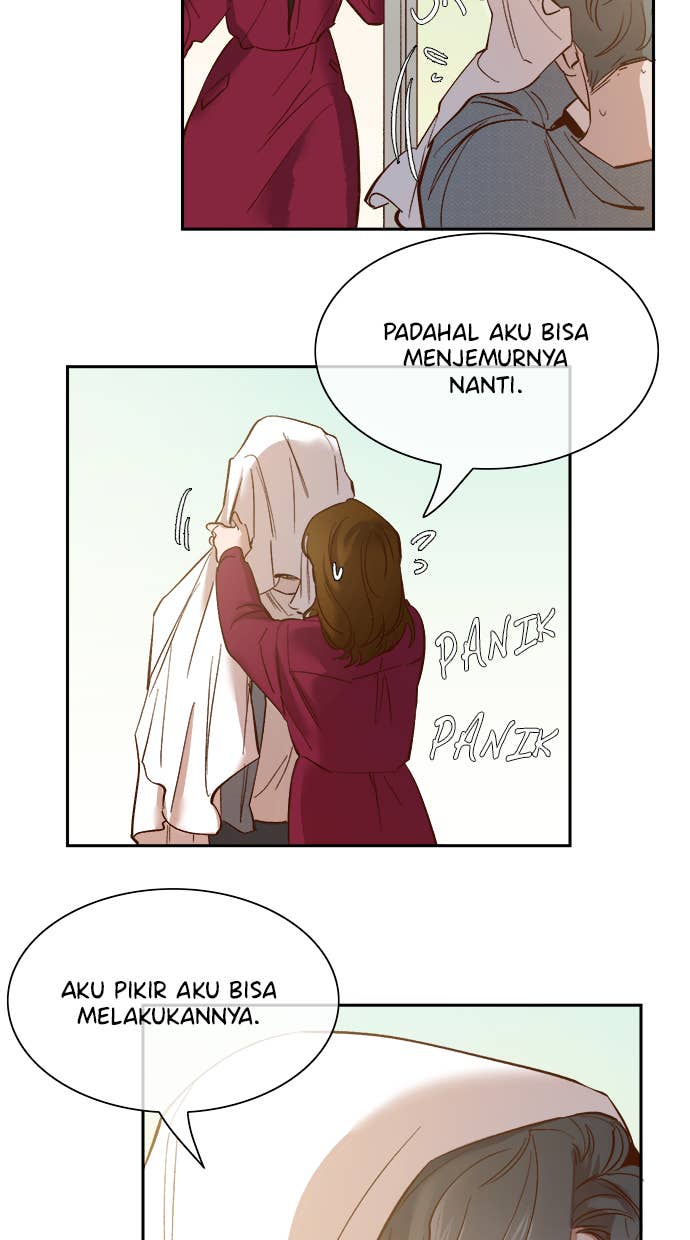 PADAHAL AKU BISA
MENJEMURNYA
NANTI.
PANIK
PANIK
AKU PIKIR AKU BISA
MELAKUKANNYA.